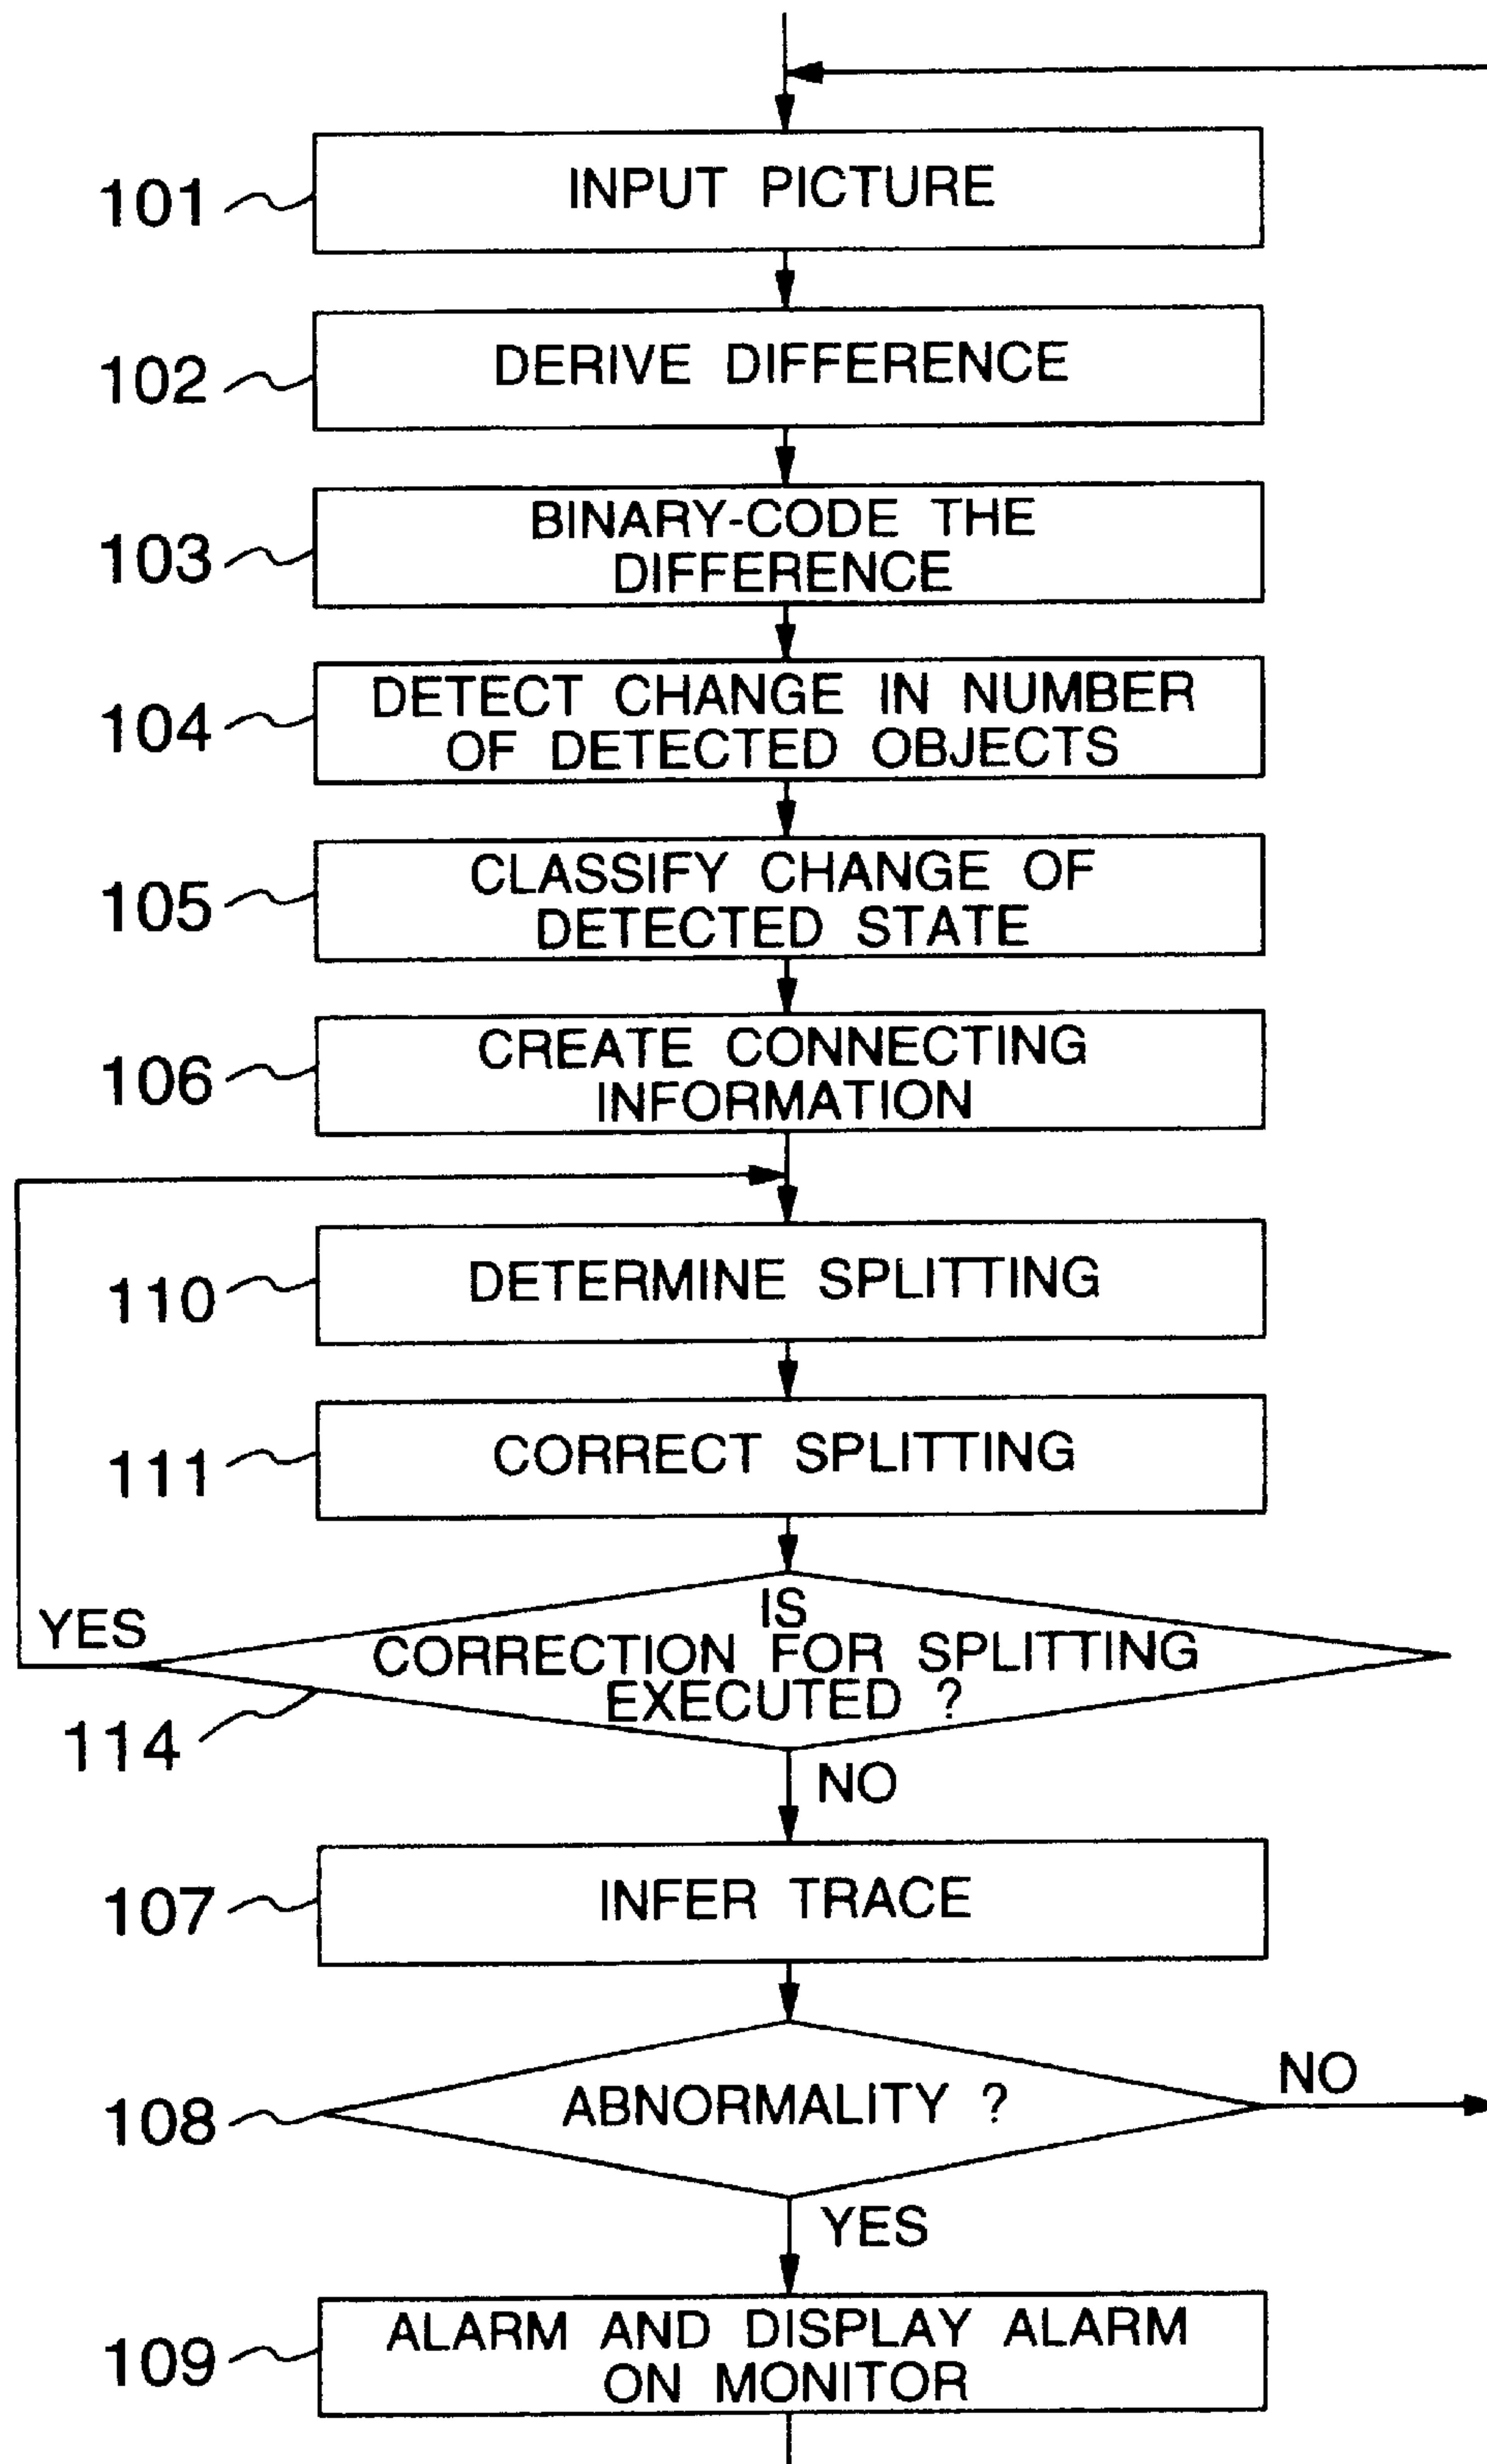 101
INPUT PICTURE
102
DERIVE DIFFERENCE
103
BINARY-CODE THE
DIFFERENCE
104
DETECT CHANGE IN NUMBER
OF DETECTED OBJECTS
105
CLASSIFY CHANGE OF
DETECTED STATE
106
CREATE CONNECTING
INFORMATION
110
DETERMINE SPLITTING
111
CORRECT SPLITTING
YES
IS
CORRECTION FOR SPLITTING
EXECUTED ?
114
NO
107
INFER TRACE
108
ABNORMALITY ?
NO
YES
109
ALARM AND DISPLAY ALARM
ON MONITOR